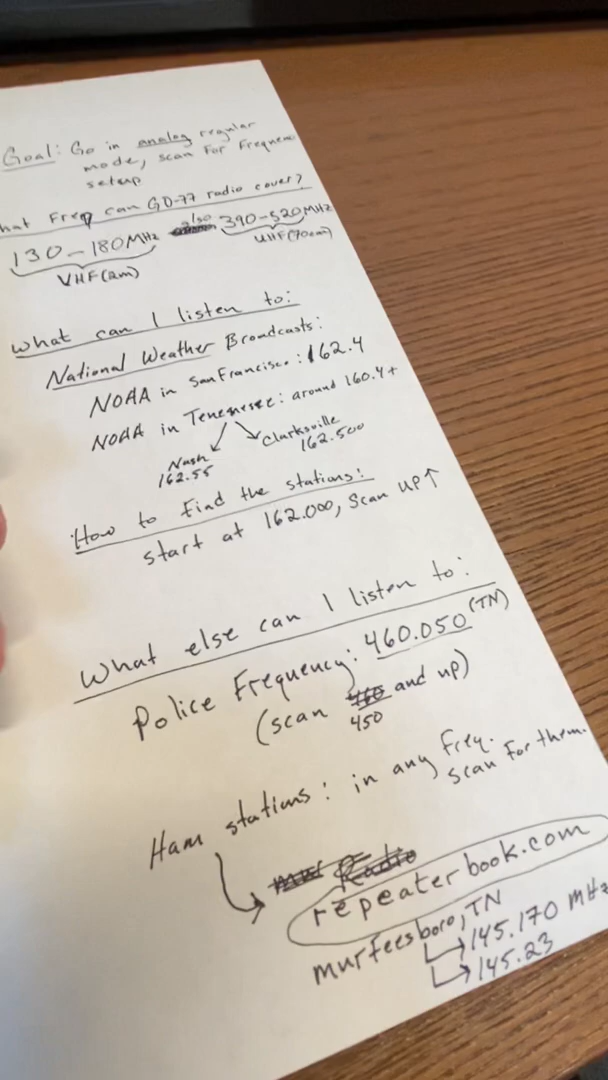 Goal: Go in analog regular
mode, scan For Frequenc
setup
hat Freq can GD-77 radio cover?
130-180MHz also 390-520MHz
VHF(2m) UHF(70cm)
what can I listen to:
National Weather Broadcasts:
NOAA in San Francisco: 162.4
NOAA in Tenenessee: around 160.4+
Nash Clarksville
162.55 162.500
How to find the stations:
start at 162.000, Scan UP↑
What else can I listen to:
Police Frequency: 460.050 (TN)
(scan 460 and up)
450
Ham stations: in any freq.
scan for them.
Radio
repeaterbook.com
murfeesboro, TN
145.170 MHz
145.23